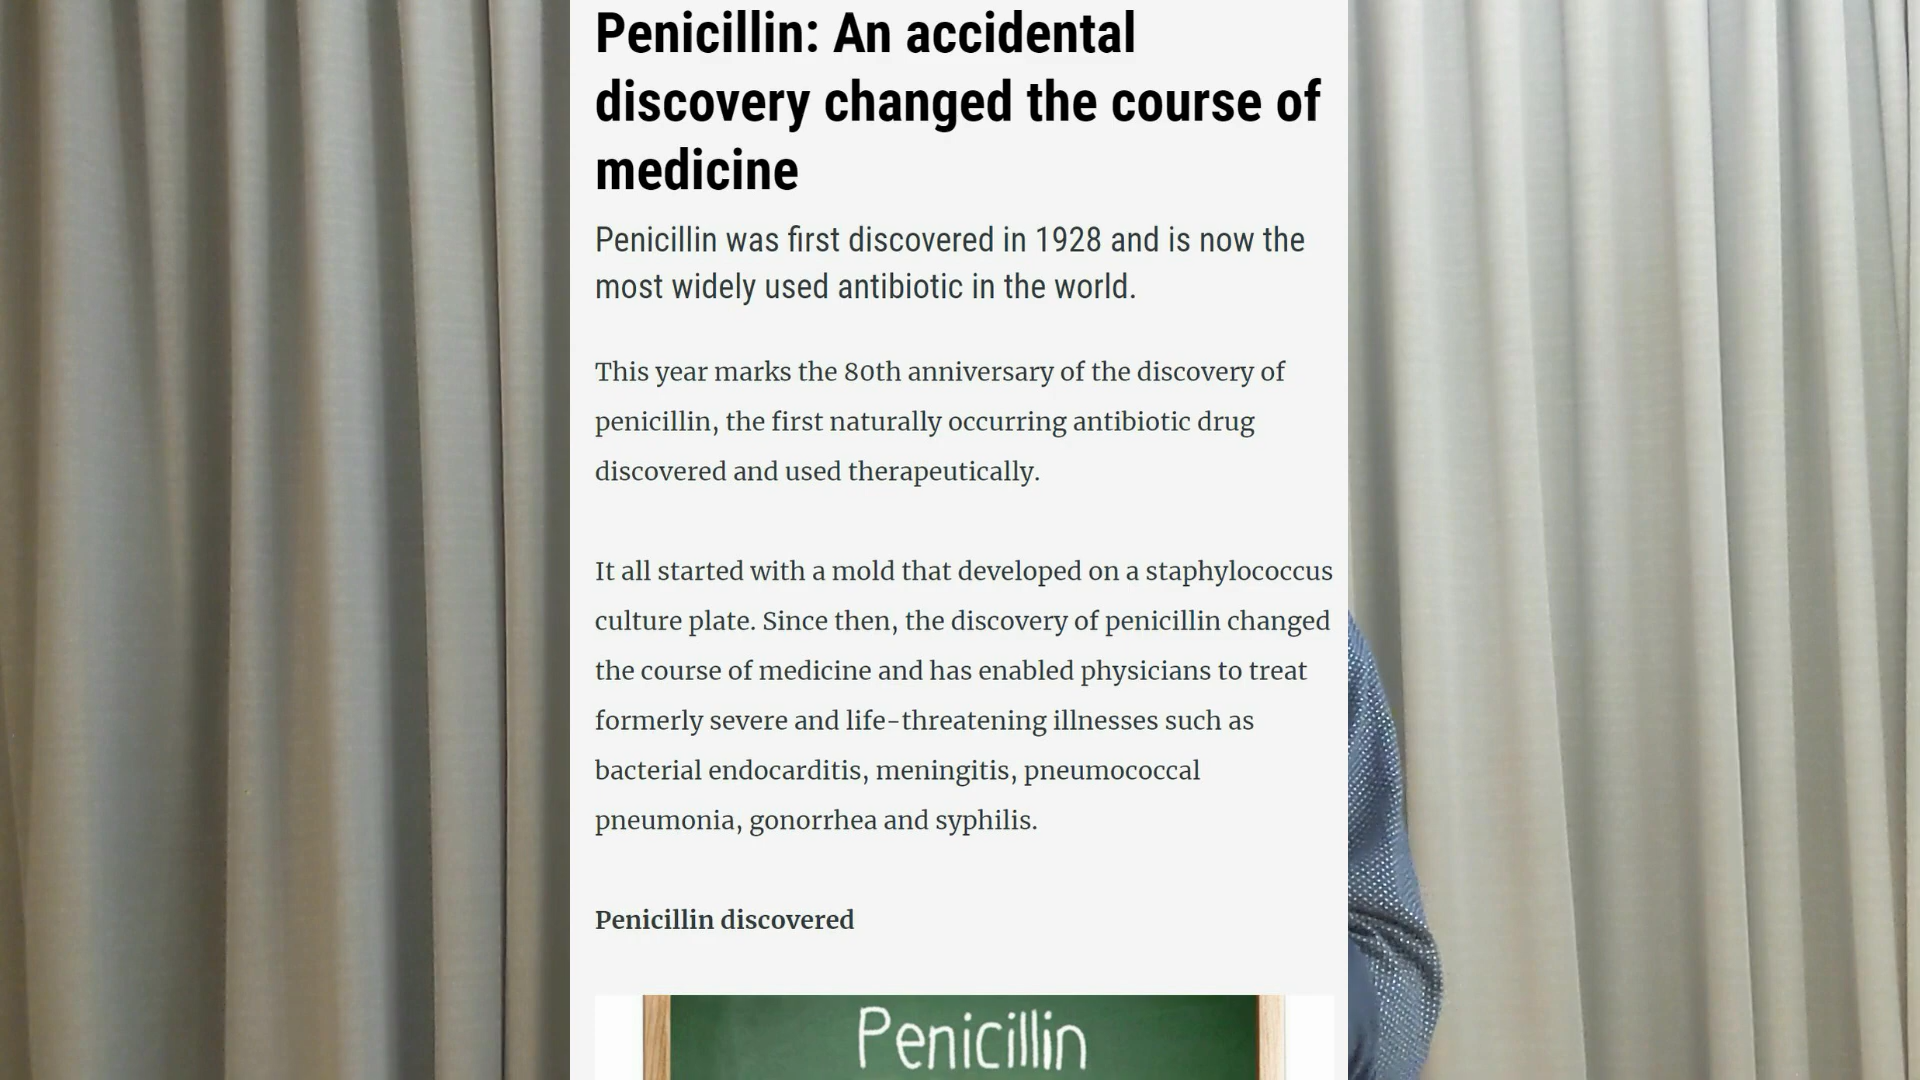 Penicillin: An accidental
discovery changed the course of
medicine
Penicillin was first discovered in 1928 and is now the
most widely used antibiotic in the world.
This year marks the 80th anniversary of the discovery of
penicillin, the first naturally occurring antibiotic drug
discovered and used therapeutically.
It all started with a mold that developed on a staphylococcus
culture plate. Since then, the discovery of penicillin changed
the course of medicine and has enabled physicians to treat
formerly severe and life-threatening illnesses such as
bacterial endocarditis, meningitis, pneumococcal
pneumonia, gonorrhea and syphilis.
Penicillin discovered
Penicillin